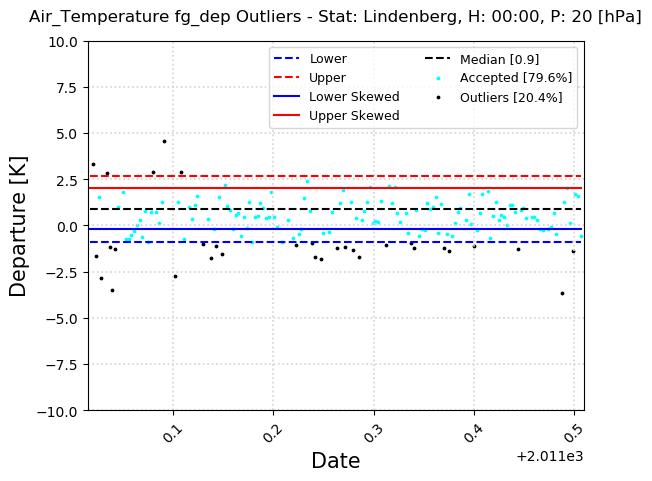 Air_Temperature fg_dep Outliers - Stat: Lindenberg, H: 00:00, P: 20 [hPa]
Lower
Upper
Lower Skewed
Upper Skewed
Median [0.9]
Accepted [79.6%]
Outliers [20.4%]
Departure [K]
10.0
7.5
5.0
2.5
0.0
−2.5
−5.0
−7.5
−10.0
0.1
0.2
0.3
0.4
0.5
+2.011e3
Date